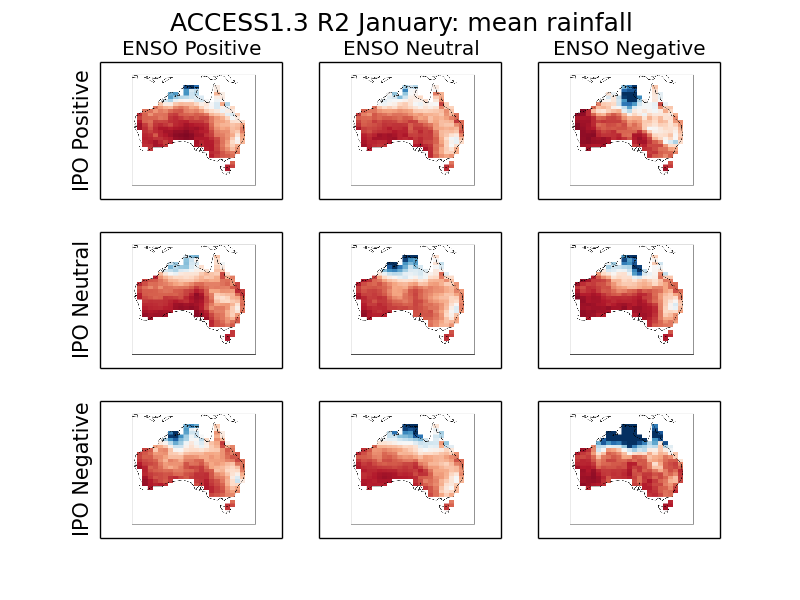 ACCESS1.3 R2 January: mean rainfall
ENSO Positive
ENSO Neutral
ENSO Negative
IPO Positive
IPO Neutral
IPO Negative